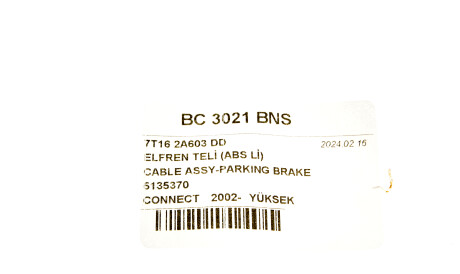 BC 3021 BNS
7T16 2A603 DD 2024.02.16
ELFREN TELİ (ABS Lİ)
CABLE ASSY-PARKING BRAKE
5135370
CONNECT 2002- YÜKSEK